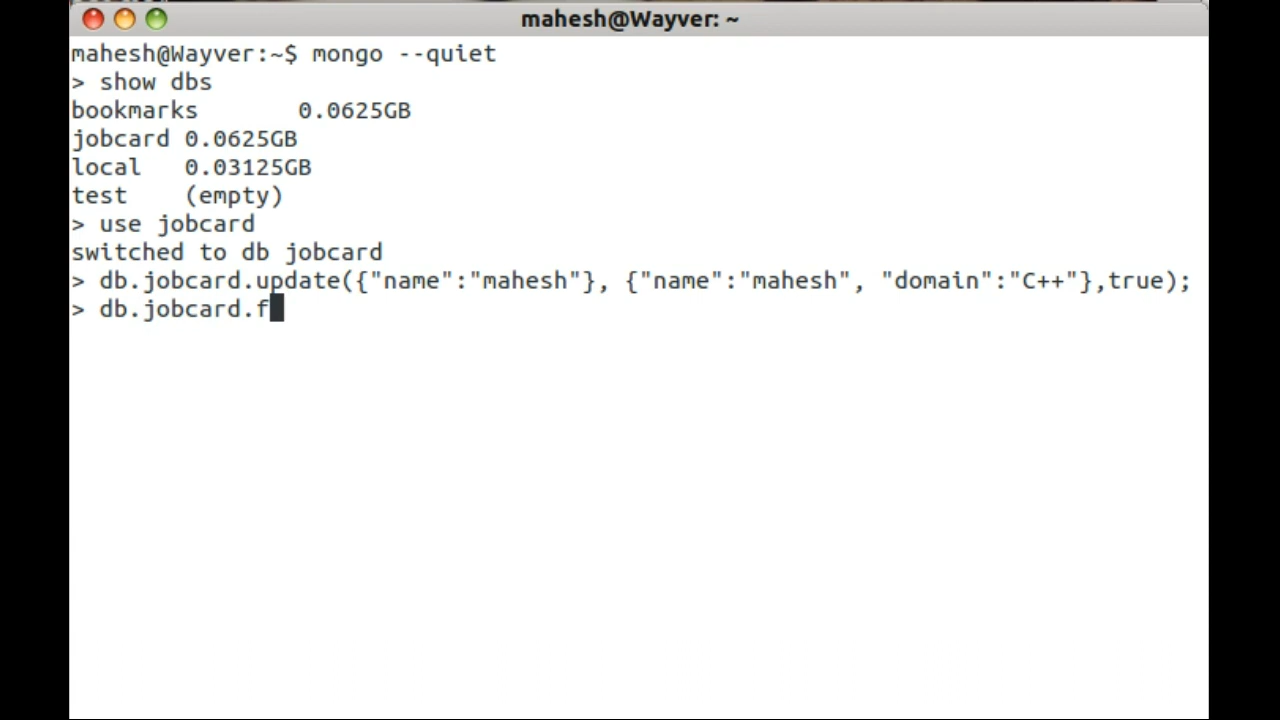 mahesh@Wayver: ~
mahesh@Wayver:~$ mongo --quiet
> show dbs
bookmarks       0.0625GB
jobcard 0.0625GB
local   0.03125GB
test    (empty)
> use jobcard
switched to db jobcard
> db.jobcard.update({"name":"mahesh"}, {"name":"mahesh", "domain":"C++"},true);
> db.jobcard.f